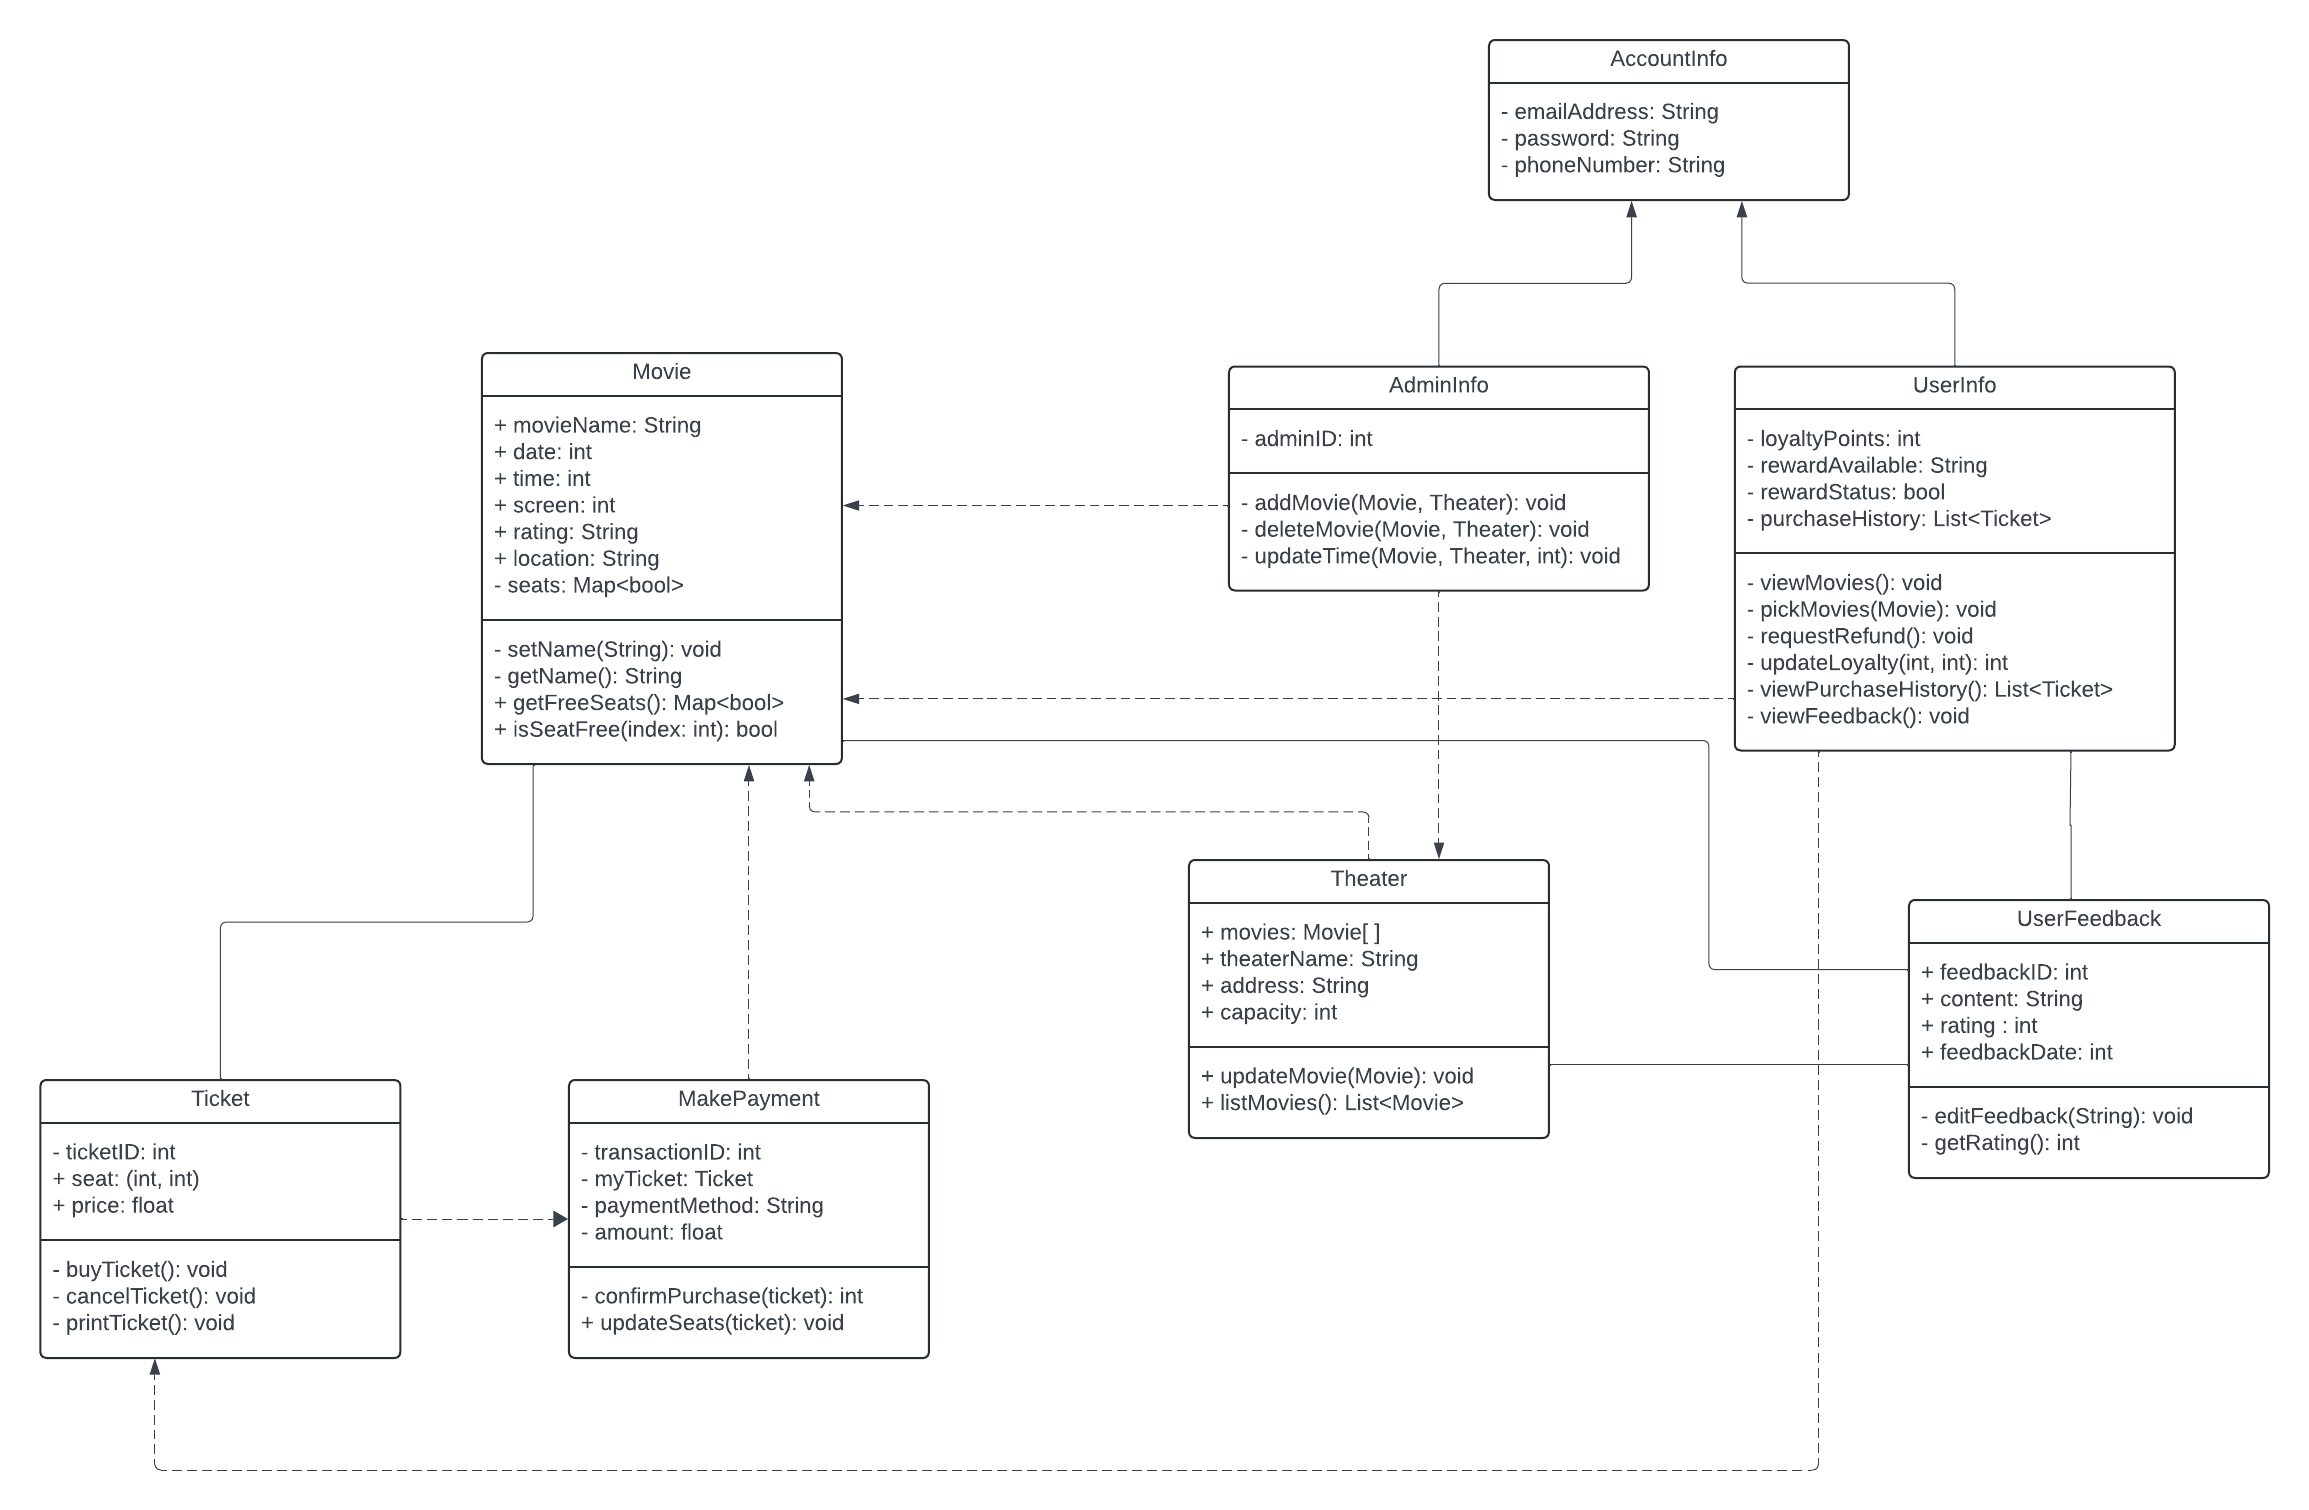 AccountInfo
- emailAddress: String
- password: String
- phoneNumber: String
Movie
+ movieName: String
+ date: int
+ time: int
+ screen: int
+ rating: String
+ location: String
- seats: Map<bool>
- setName(String): void
- getName(): String
+ getFreeSeats(): Map<bool>
+ isSeatFree(index: int): bool
AdminInfo
- adminID: int
- addMovie(Movie, Theater): void
- deleteMovie(Movie, Theater): void
- updateTime(Movie, Theater, int): void
UserInfo
- loyaltyPoints: int
- rewardAvailable: String
- rewardStatus: bool
- purchaseHistory: List<Ticket>
- viewMovies(): void
- pickMovies(Movie): void
- requestRefund(): void
- updateLoyalty(int, int): int
- viewPurchaseHistory(): List<Ticket>
- viewFeedback(): void
Theater
+ movies: Movie[ ]
+ theaterName: String
+ address: String
+ capacity: int
+ updateMovie(Movie): void
+ listMovies(): List<Movie>
UserFeedback
+ feedbackID: int
+ content: String
+ rating : int
+ feedbackDate: int
- editFeedback(String): void
- getRating(): int
Ticket
- ticketID: int
+ seat: (int, int)
+ price: float
- buyTicket(): void
- cancelTicket(): void
- printTicket(): void
MakePayment
- transactionID: int
- myTicket: Ticket
- paymentMethod: String
- amount: float
- confirmPurchase(ticket): int
+ updateSeats(ticket): void